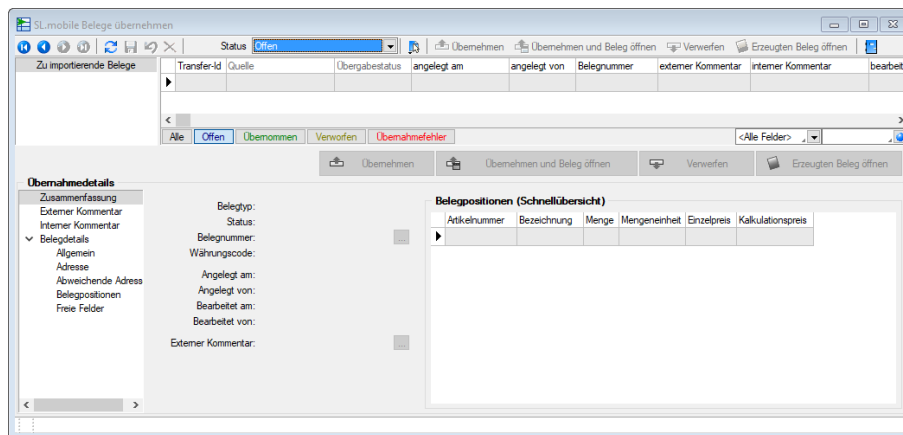 SL.mobile Belege übernehmen
Status Offen Übernehmen Übernehmen und Beleg öffnen Verwerfen Erzeugten Beleg öffnen
Zu importierende Belege
Transfer-Id Quelle Übergabestatus angelegt am angelegt von Belegnummer externer Kommentar interner Kommentar bearbeit
Alle Offen Übernommen Verworfen Übernahmefehler <Alle Felder>
Übernehmen Übernehmen und Beleg öffnen Verwerfen Erzeugten Beleg öffnen
Übernahmedetails
Zusammenfassung
Externer Kommentar
Interner Kommentar
Belegdetails
Allgemein
Adresse
Abweichende Adress
Belegpositionen
Freie Felder
Belegtyp:
Status:
Belegnummer: ...
Währungscode:
Angelegt am:
Angelegt von:
Bearbeitet am:
Bearbeitet von:
Externer Kommentar: ...
Belegpositionen (Schnellübersicht)
Artikelnummer Bezeichnung Menge Mengeneinheit Einzelpreis Kalkulationspreis